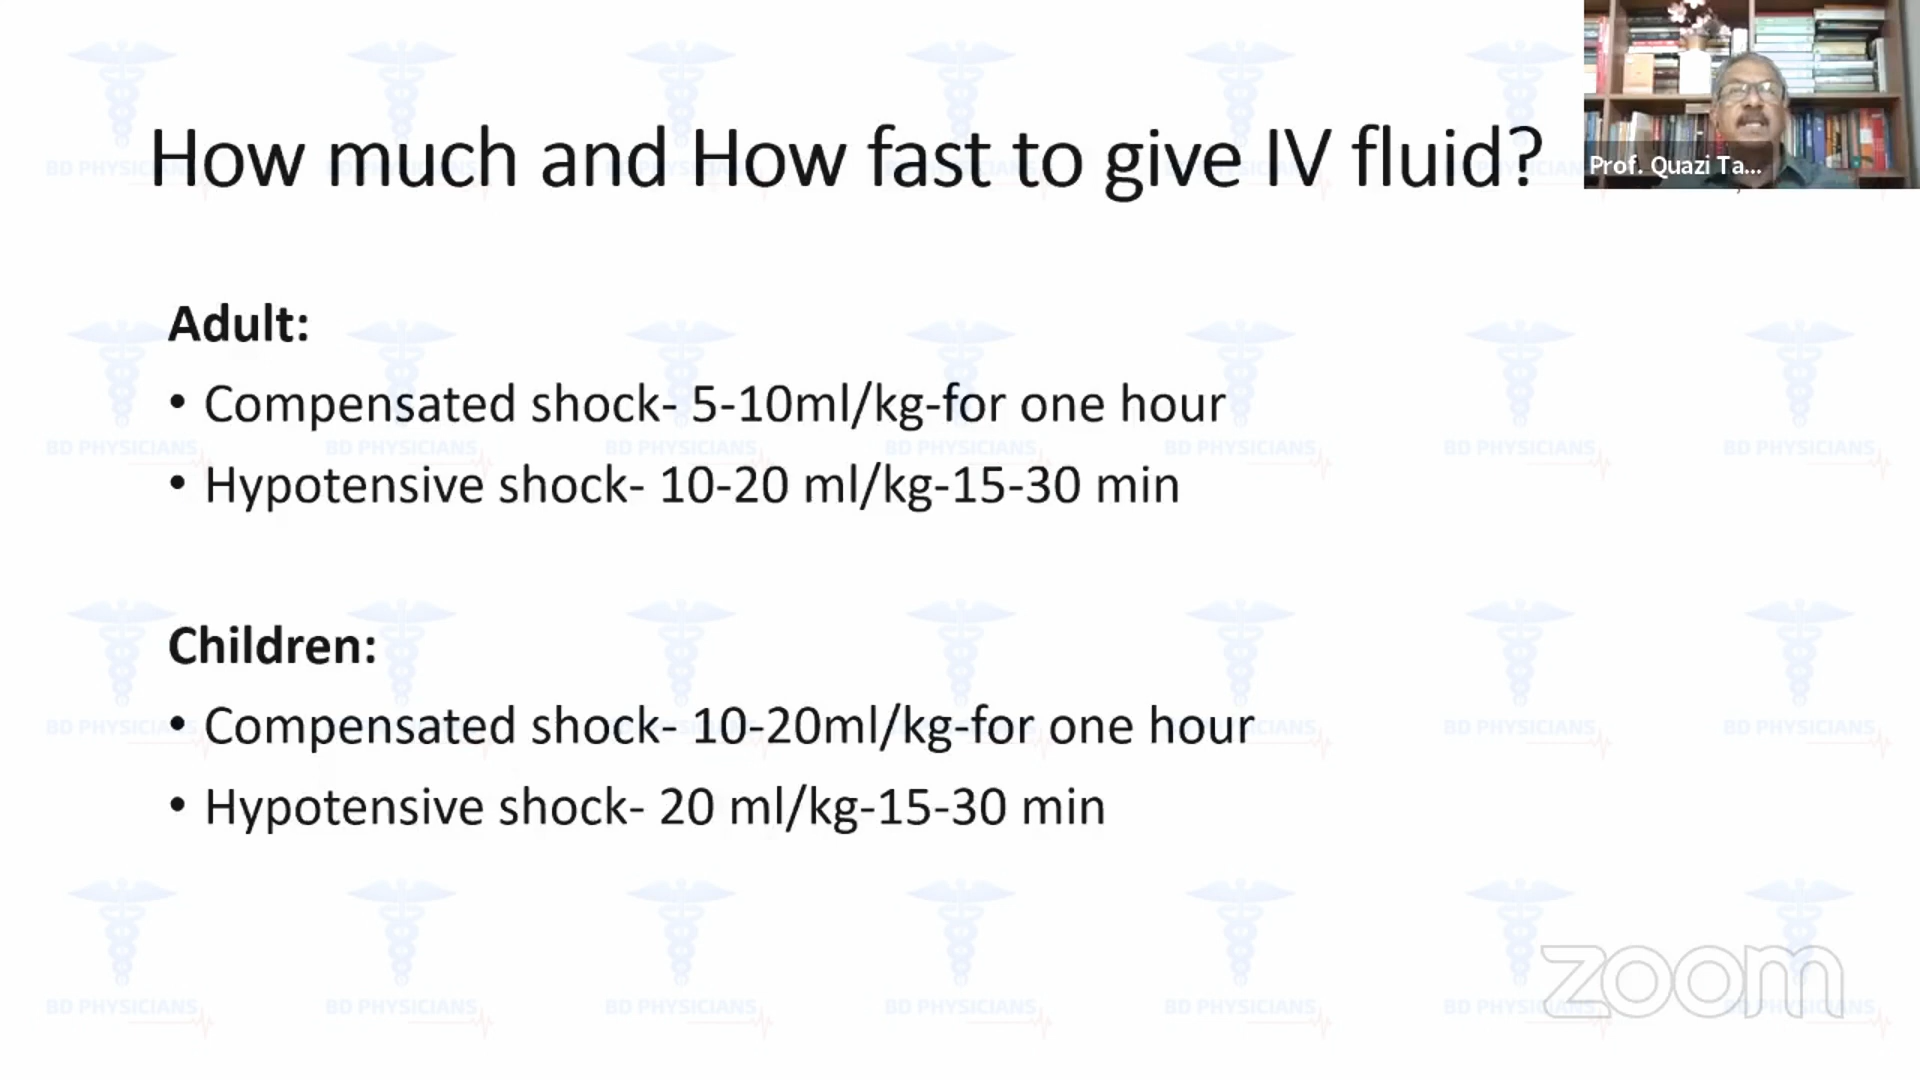 How much and How fast to give IV fluid?
Prof. Quazi Ta...
Adult:
• Compensated shock- 5-10ml/kg-for one hour
• Hypotensive shock- 10-20 ml/kg-15-30 min
Children:
• Compensated shock- 10-20ml/kg-for one hour
• Hypotensive shock- 20 ml/kg-15-30 min
BD PHYSICIANS
zoom